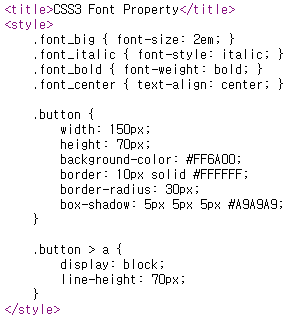 <title>CSS3 Font Property</title>
<style>
    .font_big { font-size: 2em; }
    .font_italic { font-style: italic; }
    .font_bold { font-weight: bold; }
    .font_center { text-align: center; }

    .button {
        width: 150px;
        height: 70px;
        background-color: #FF6A00;
        border: 10px solid #FFFFFF;
        border-radius: 30px;
        box-shadow: 5px 5px 5px #A9A9A9;
    }

    .button > a {
        display: block;
        line-height: 70px;
    }
</style>